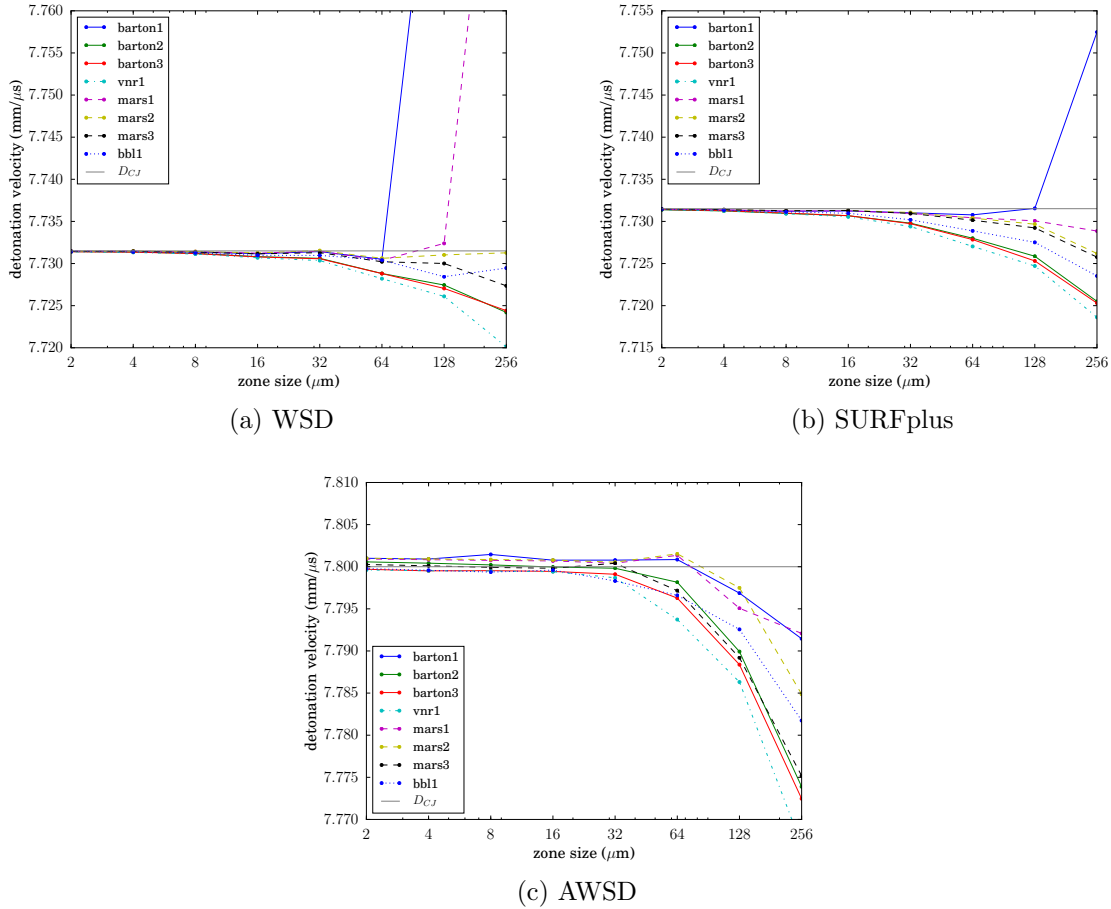 7.760
7.755
7.750
7.745
7.740
7.735
7.730
7.725
7.720
detonation velocity (mm/μs)
barton1
barton2
barton3
vnr1
mars1
mars2
mars3
bbl1
D_CJ
2 4 8 16 32 64 128 256
zone size (μm)
(a) WSD
7.755
7.750
7.745
7.740
7.735
7.730
7.725
7.720
7.715
detonation velocity (mm/μs)
barton1
barton2
barton3
vnr1
mars1
mars2
mars3
bbl1
D_CJ
2 4 8 16 32 64 128 256
zone size (μm)
(b) SURFplus
7.810
7.805
7.800
7.795
7.790
7.785
7.780
7.775
7.770
detonation velocity (mm/μs)
barton1
barton2
barton3
vnr1
mars1
mars2
mars3
bbl1
D_CJ
2 4 8 16 32 64 128 256
zone size (μm)
(c) AWSD